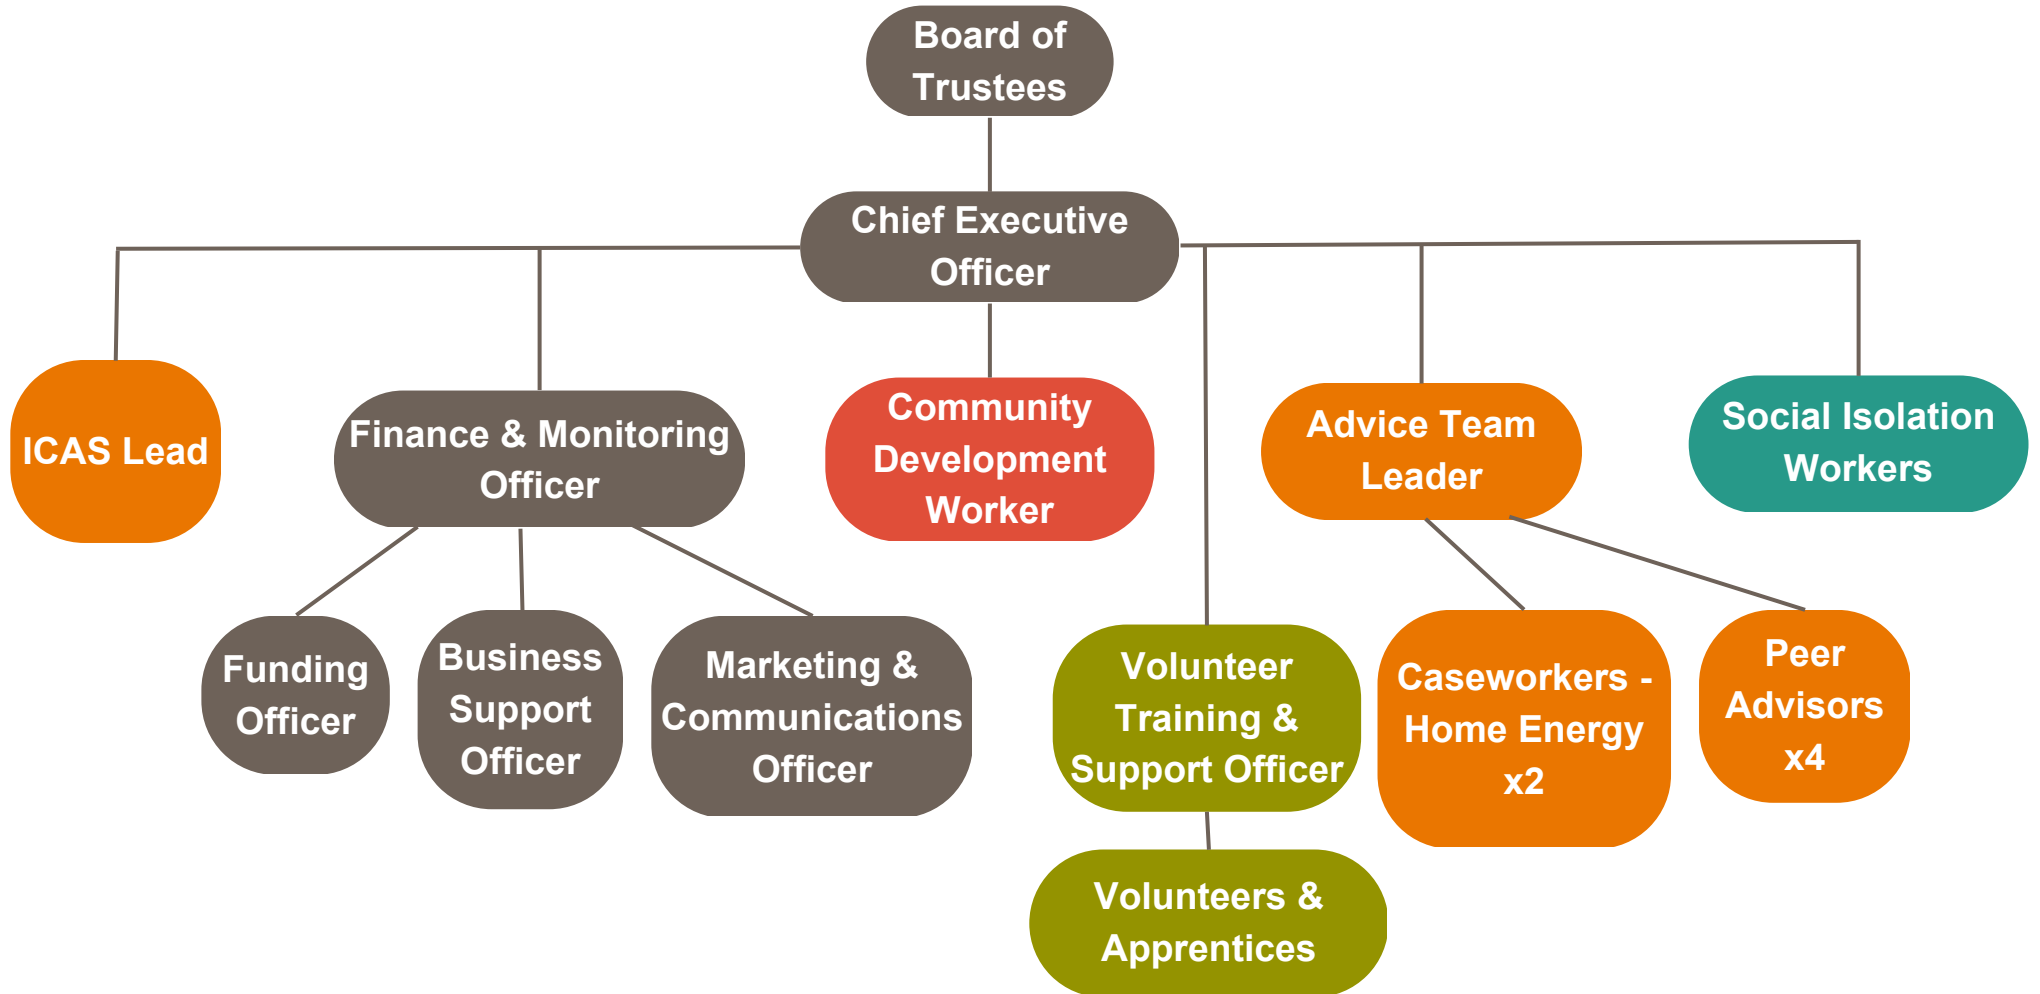 Board of
Trustees
Chief Executive
Officer
ICAS Lead
Finance & Monitoring
Officer
Community
Development
Worker
Advice Team
Leader
Social Isolation
Workers
Funding
Officer
Business
Support
Officer
Marketing &
Communications
Officer
Volunteer
Training &
Support Officer
Caseworkers -
Home Energy
x2
Peer
Advisors
x4
Volunteers &
Apprentices